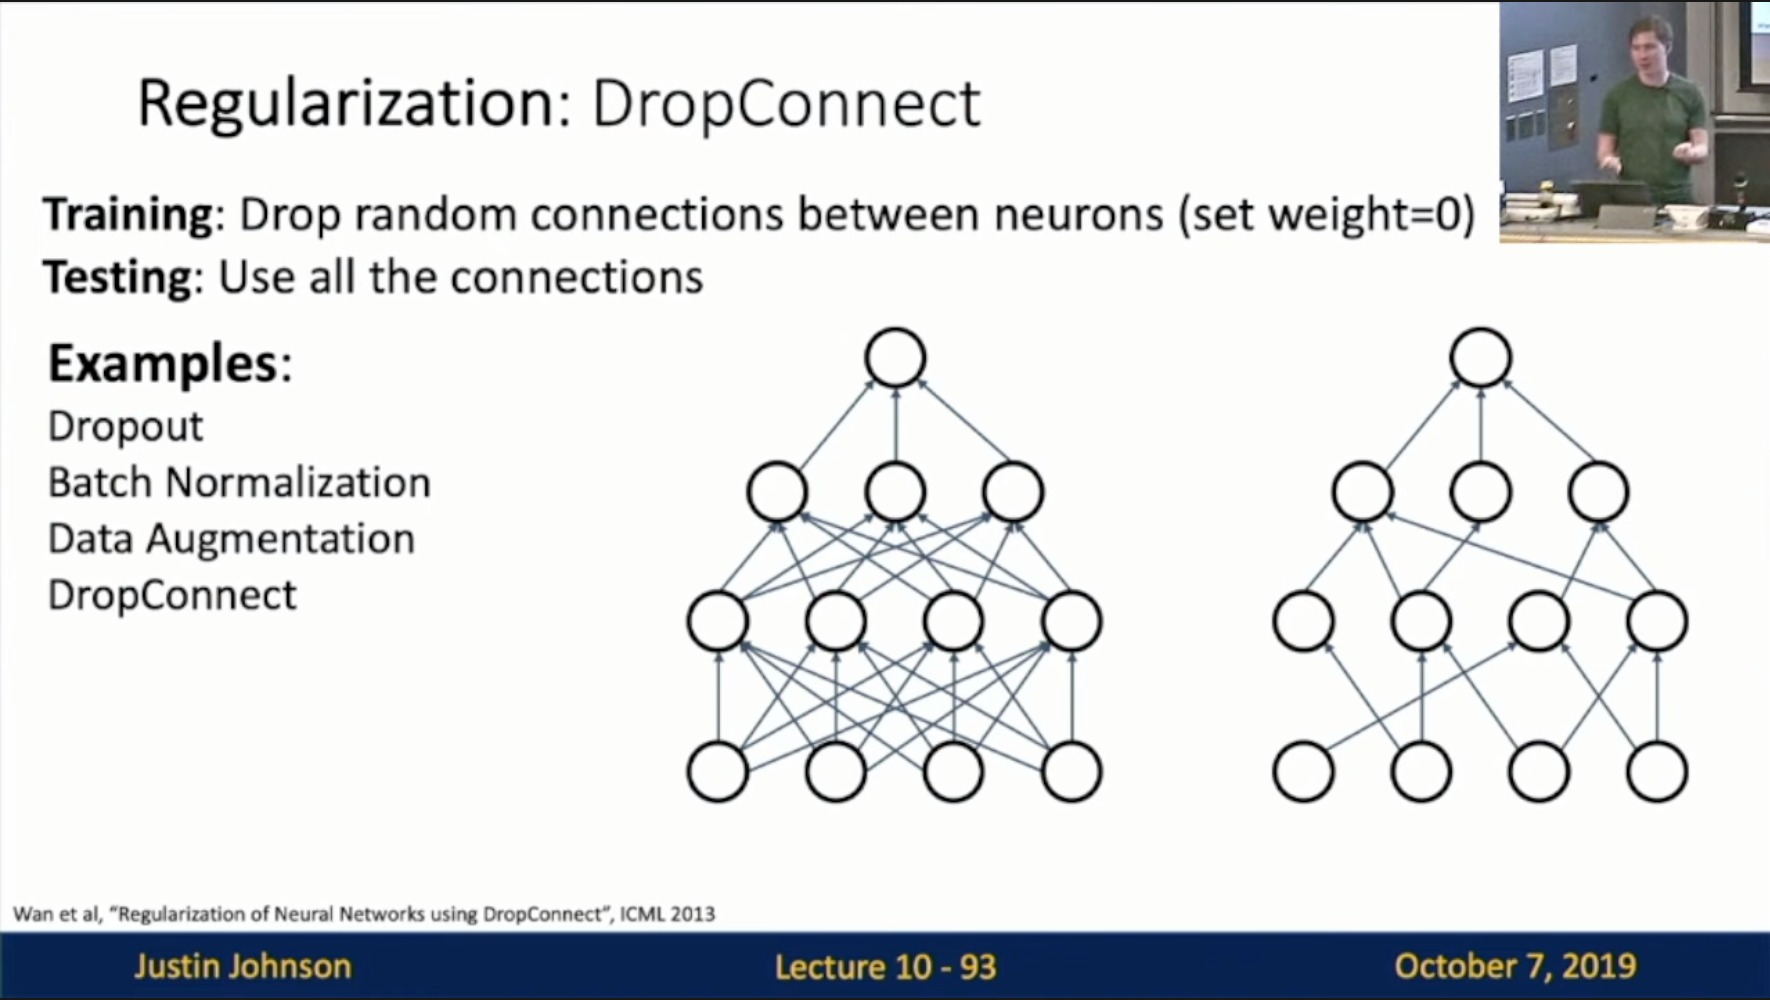 Regularization: DropConnect
Training: Drop random connections between neurons (set weight=0)
Testing: Use all the connections
Examples:
Dropout
Batch Normalization
Data Augmentation
DropConnect
Wan et al, “Regularization of Neural Networks using DropConnect”, ICML 2013
Justin Johnson
Lecture 10 - 93
October 7, 2019